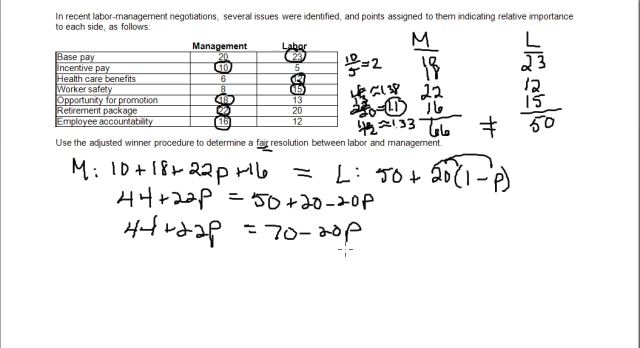 In recent labor-management negotiations, several issues were identified, and points assigned to them indicating relative importance
to each side, as follows:
Management Labor
Base pay 20 23
Incentive pay 10 5
Health care benefits 6 12
Worker safety 8 15
Opportunity for promotion 18 13
Retirement package 22 20
Employee accountability 16 12
M L
10/5 = 2 18 23
18
≈ 1.38 22 12
22/20 = 1.1 16 15
16/12 ≈ 1.33 66 ≠ 50
Use the adjusted winner procedure to determine a fair resolution between labor and management.
M: 10 + 18 + 22p + 16 = L: 50 + 20(1 - p)
44 + 22p = 50 + 20 - 20p
44 + 22p = 70 - 20p